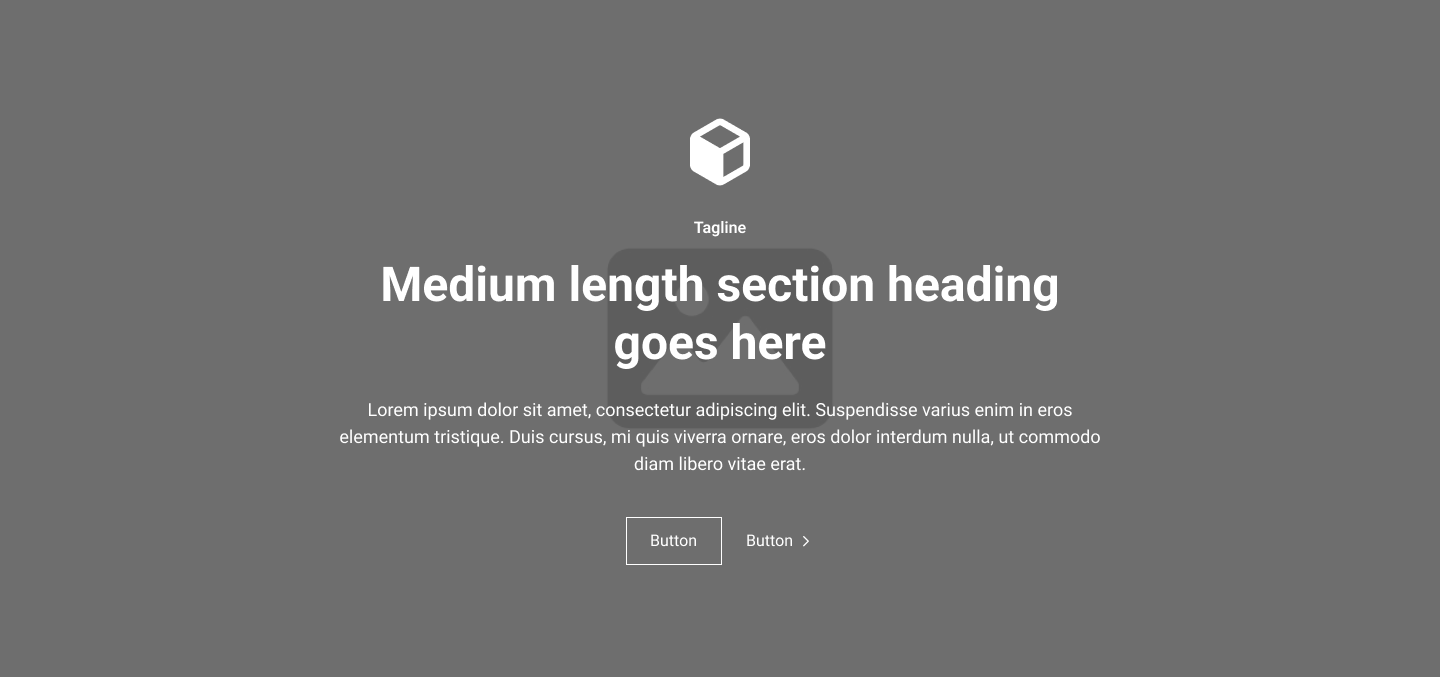 Tagline
Medium length section heading
goes here
Lorem ipsum dolor sit amet, consectetur adipiscing elit. Suspendisse varius enim in eros
elementum tristique. Duis cursus, mi quis viverra ornare, eros dolor interdum nulla, ut commodo
diam libero vitae erat.
Button
Button